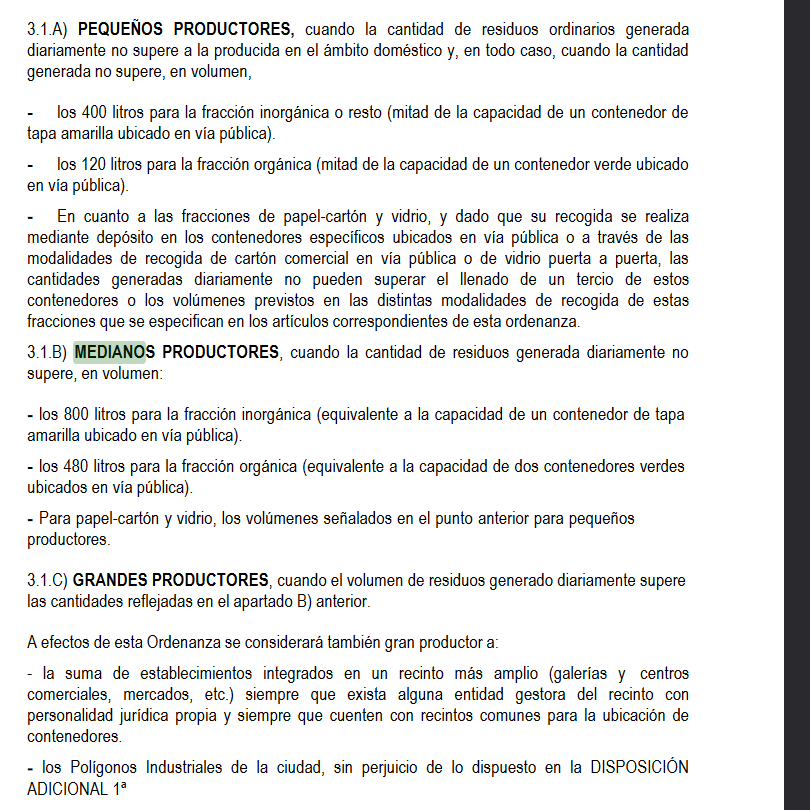 3.1.A) PEQUEÑOS PRODUCTORES, cuando la cantidad de residuos ordinarios generada
diariamente no supere a la producida en el ámbito doméstico y, en todo caso, cuando la cantidad
generada no supere, en volumen,
- los 400 litros para la fracción inorgánica o resto (mitad de la capacidad de un contenedor de
tapa amarilla ubicado en vía pública).
- los 120 litros para la fracción orgánica (mitad de la capacidad de un contenedor verde ubicado
en vía pública).
- En cuanto a las fracciones de papel-cartón y vidrio, y dado que su recogida se realiza
mediante depósito en los contenedores específicos ubicados en vía pública o a través de las
modalidades de recogida de cartón comercial en vía pública o de vidrio puerta a puerta, las
cantidades generadas diariamente no pueden superar el llenado de un tercio de estos
contenedores o los volúmenes previstos en las distintas modalidades de recogida de estas
fracciones que se especifican en los artículos correspondientes de esta ordenanza.
3.1.B) MEDIANOS PRODUCTORES, cuando la cantidad de residuos generada diariamente no
supere, en volumen:
- los 800 litros para la fracción inorgánica (equivalente a la capacidad de un contenedor de tapa
amarilla ubicado en vía pública).
- los 480 litros para la fracción orgánica (equivalente a la capacidad de dos contenedores verdes
ubicados en vía pública).
- Para papel-cartón y vidrio, los volúmenes señalados en el punto anterior para pequeños
productores.
3.1.C) GRANDES PRODUCTORES, cuando el volumen de residuos generado diariamente supere
las cantidades reflejadas en el apartado B) anterior.
A efectos de esta Ordenanza se considerará también gran productor a:
- la suma de establecimientos integrados en un recinto más amplio (galerías y centros
comerciales, mercados, etc.) siempre que exista alguna entidad gestora del recinto con
personalidad jurídica propia y siempre que cuenten con recintos comunes para la ubicación de
contenedores.
- los Polígonos Industriales de la ciudad, sin perjuicio de lo dispuesto en la DISPOSICIÓN
ADICIONAL 1ª